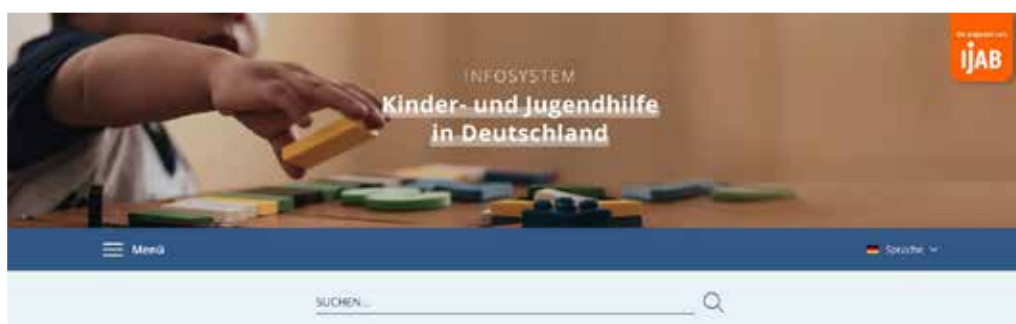 IJAB
INFOSYSTEM
Kinder- und Jugendhilfe
in Deutschland
Menü
Sprache
SUCHEN...